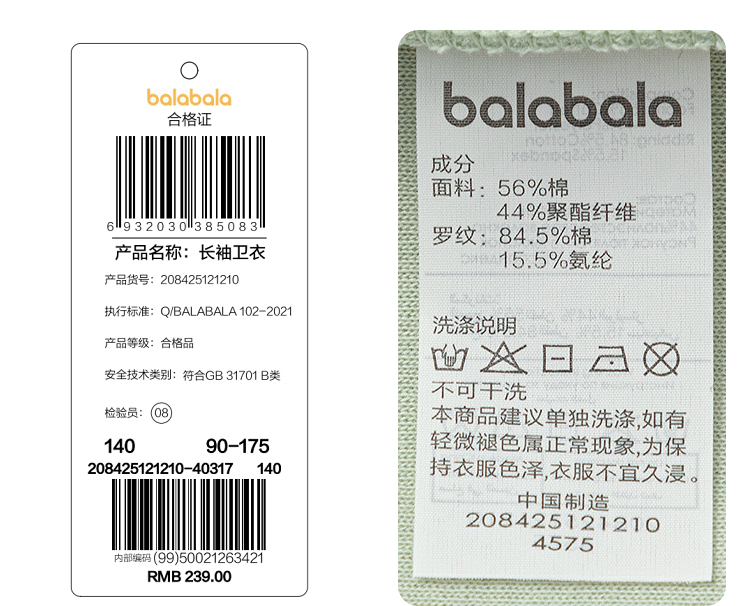 balabala
合格证
6932030385083
产品名称：长袖卫衣
产品货号：208425121210
执行标准：Q/BALABALA 102-2021
产品等级：合格品
安全技术类别：符合GB 31701 B类
检验员：08
140 90-175
208425121210-40317 140
内部编码 (99)50021263421
RMB 239.00
balabala
成分
面料：56%棉
44%聚酯纤维
罗纹：84.5%棉
15.5%氨纶
洗涤说明
不可干洗
本商品建议单独洗涤,如有
轻微褪色属正常现象,为保
持衣服色泽,衣服不宜久浸。
中国制造
208425121210
4575